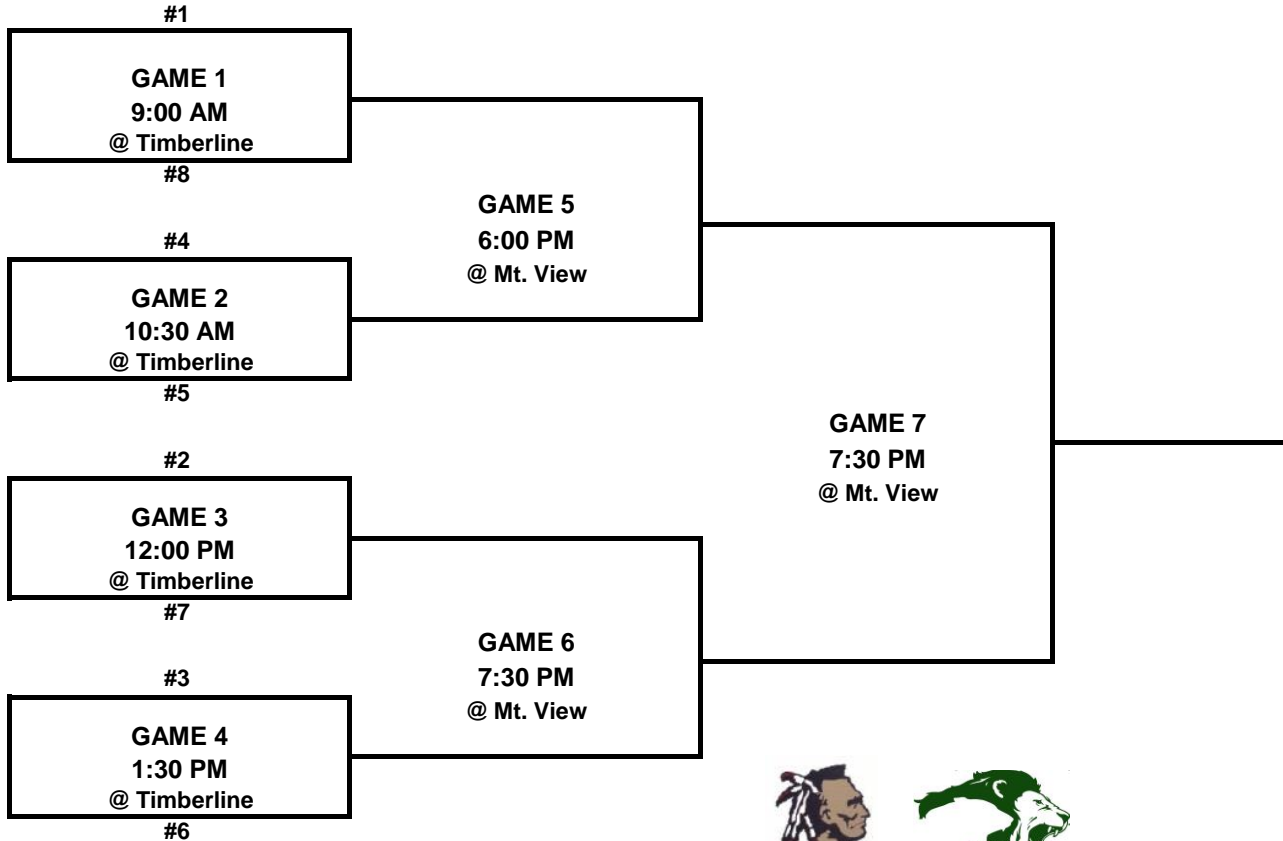 #1
GAME 1
9:00 AM
@ Timberline
#8
GAME 5
6:00 PM
@ Mt. View
#4
GAME 2
10:30 AM
@ Timberline
#5
GAME 7
7:30 PM
@ Mt. View
#2
GAME 3
12:00 PM
@ Timberline
#7
GAME 6
7:30 PM
@ Mt. View
#3
GAME 4
1:30 PM
@ Timberline
#6